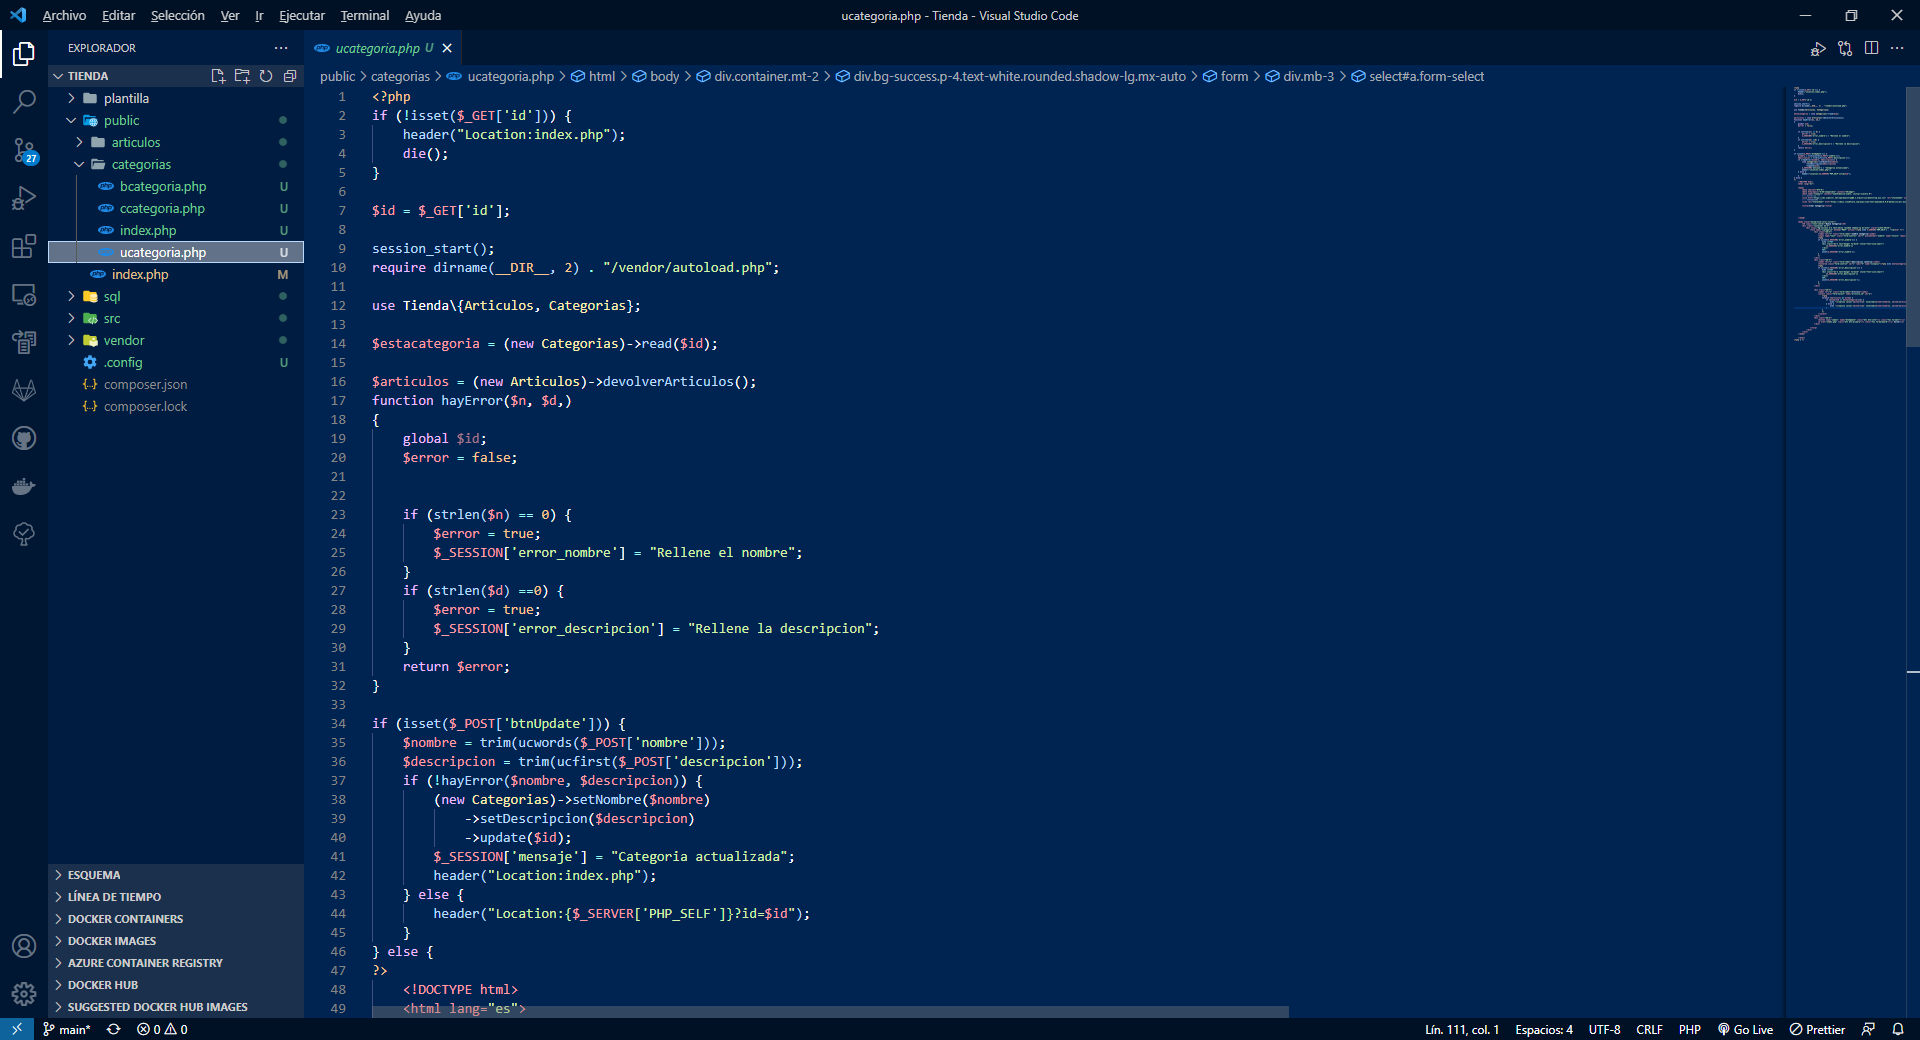 Archivo Editar Selección Ver Ir Ejecutar Terminal Ayuda
ucategoria.php - Tienda - Visual Studio Code
EXPLORADOR
TIENDA
plantilla
public
articulos
categorias
bcategoria.php U
ccategoria.php U
index.php U
ucategoria.php U
index.php M
sql
src
vendor
.config U
composer.json
composer.lock
27
ESQUEMA
LÍNEA DE TIEMPO
DOCKER CONTAINERS
DOCKER IMAGES
AZURE CONTAINER REGISTRY
DOCKER HUB
SUGGESTED DOCKER HUB IMAGES
ucategoria.php U
public > categorias > ucategoria.php > html > body > div.container.mt-2 > div.bg-success.p-4.text-white.rounded.shadow-lg.mx-auto > form > div.mb-3 > select#a.form-select
1 <?php
2 if (!isset($_GET['id'])) {
3     header("Location:index.php");
4     die();
5 }
6
7 $id = $_GET['id'];
8
9 session_start();
10 require dirname(__DIR__, 2) . "/vendor/autoload.php";
11
12 use Tienda\{Articulos, Categorias};
13
14 $estacategoria = (new Categorias)->read($id);
15
16 $articulos = (new Articulos)->devolverArticulos();
17 function hayError($n, $d,)
18 {
19     global $id;
20     $error = false;
21
22
23     if (strlen($n) == 0) {
24         $error = true;
25         $_SESSION['error_nombre'] = "Rellene el nombre";
26     }
27     if (strlen($d) ==0) {
28         $error = true;
29         $_SESSION['error_descripcion'] = "Rellene la descripcion";
30     }
31     return $error;
32 }
33
34 if (isset($_POST['btnUpdate'])) {
35     $nombre = trim(ucwords($_POST['nombre']));
36     $descripcion = trim(ucfirst($_POST['descripcion']));
37     if (!hayError($nombre, $descripcion)) {
38         (new Categorias)->setNombre($nombre)
39             ->setDescripcion($descripcion)
40             ->update($id);
41         $_SESSION['mensaje'] = "Categoria actualizada";
42         header("Location:index.php");
43     } else {
44         header("Location:{$_SERVER['PHP_SELF']}?id=$id");
45     }
46 } else {
47 ?>
48     <!DOCTYPE html>
49     <html lang="es">
main* 0 0
Lín. 111, col. 1 Espacios: 4 UTF-8 CRLF PHP Go Live Prettier